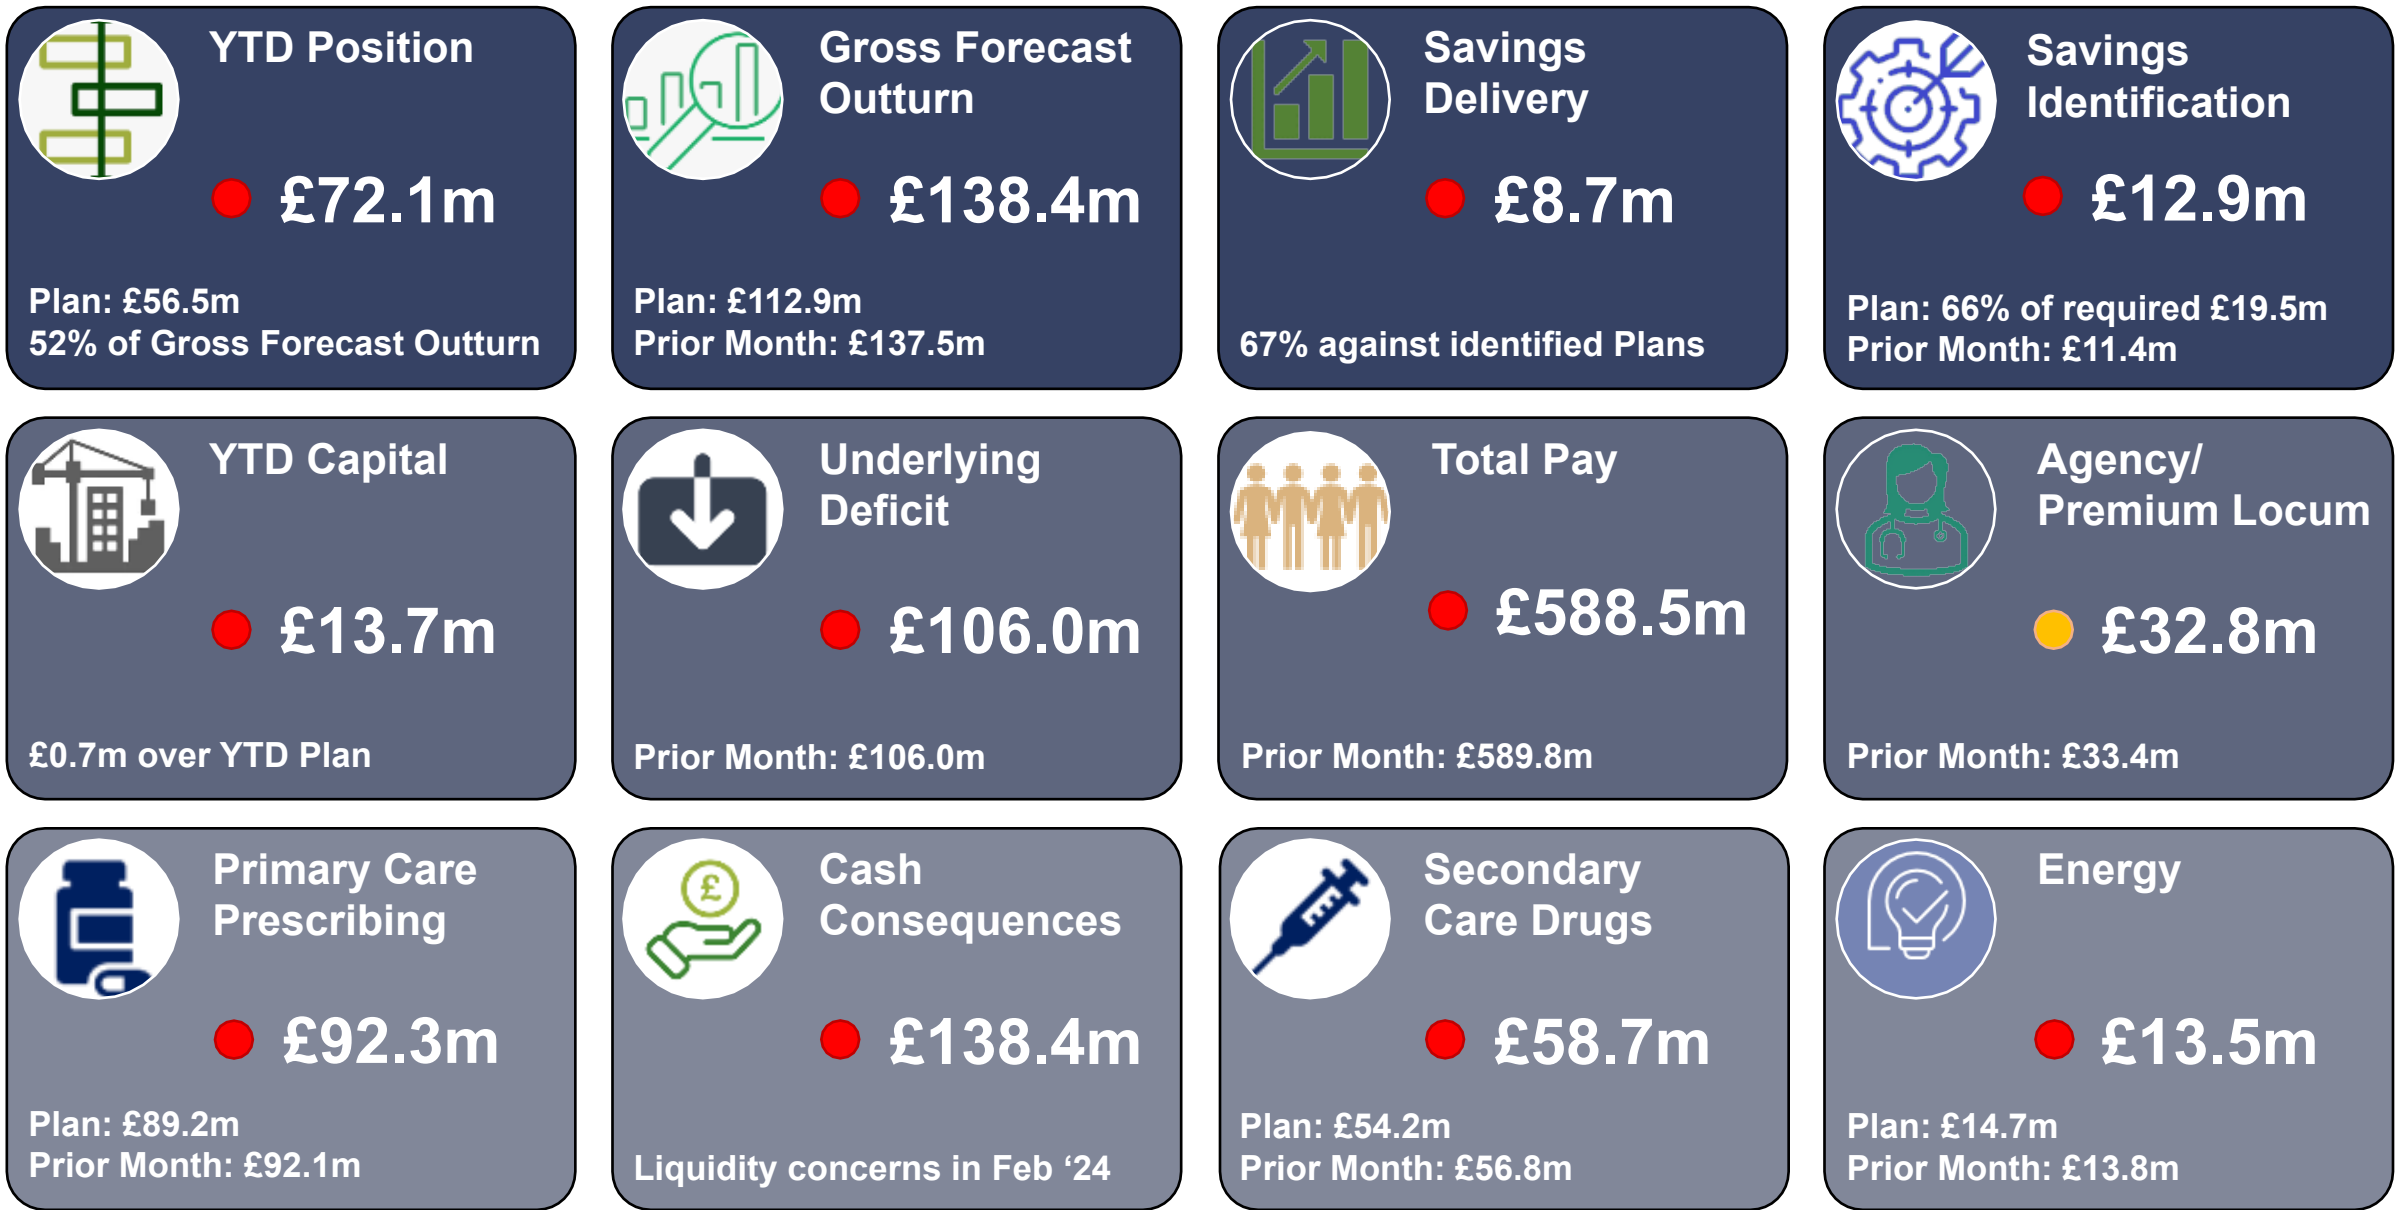 YTD Position
£72.1m
Plan: £56.5m
52% of Gross Forecast Outturn
Gross Forecast
Outturn
£138.4m
Plan: £112.9m
Prior Month: £137.5m
Savings
Delivery
£8.7m
67% against identified Plans
Savings
Identification
£12.9m
Plan: 66% of required £19.5m
Prior Month: £11.4m
YTD Capital
£13.7m
£0.7m over YTD Plan
Underlying
Deficit
£106.0m
Prior Month: £106.0m
Total Pay
£588.5m
Prior Month: £589.8m
Agency/
Premium Locum
£32.8m
Prior Month: £33.4m
Primary Care
Prescribing
£92.3m
Plan: £89.2m
Prior Month: £92.1m
£
Cash
Consequences
£138.4m
Liquidity concerns in Feb ‘24
Secondary
Care Drugs
£58.7m
Plan: £54.2m
Prior Month: £56.8m
Energy
£13.5m
Plan: £14.7m
Prior Month: £13.8m